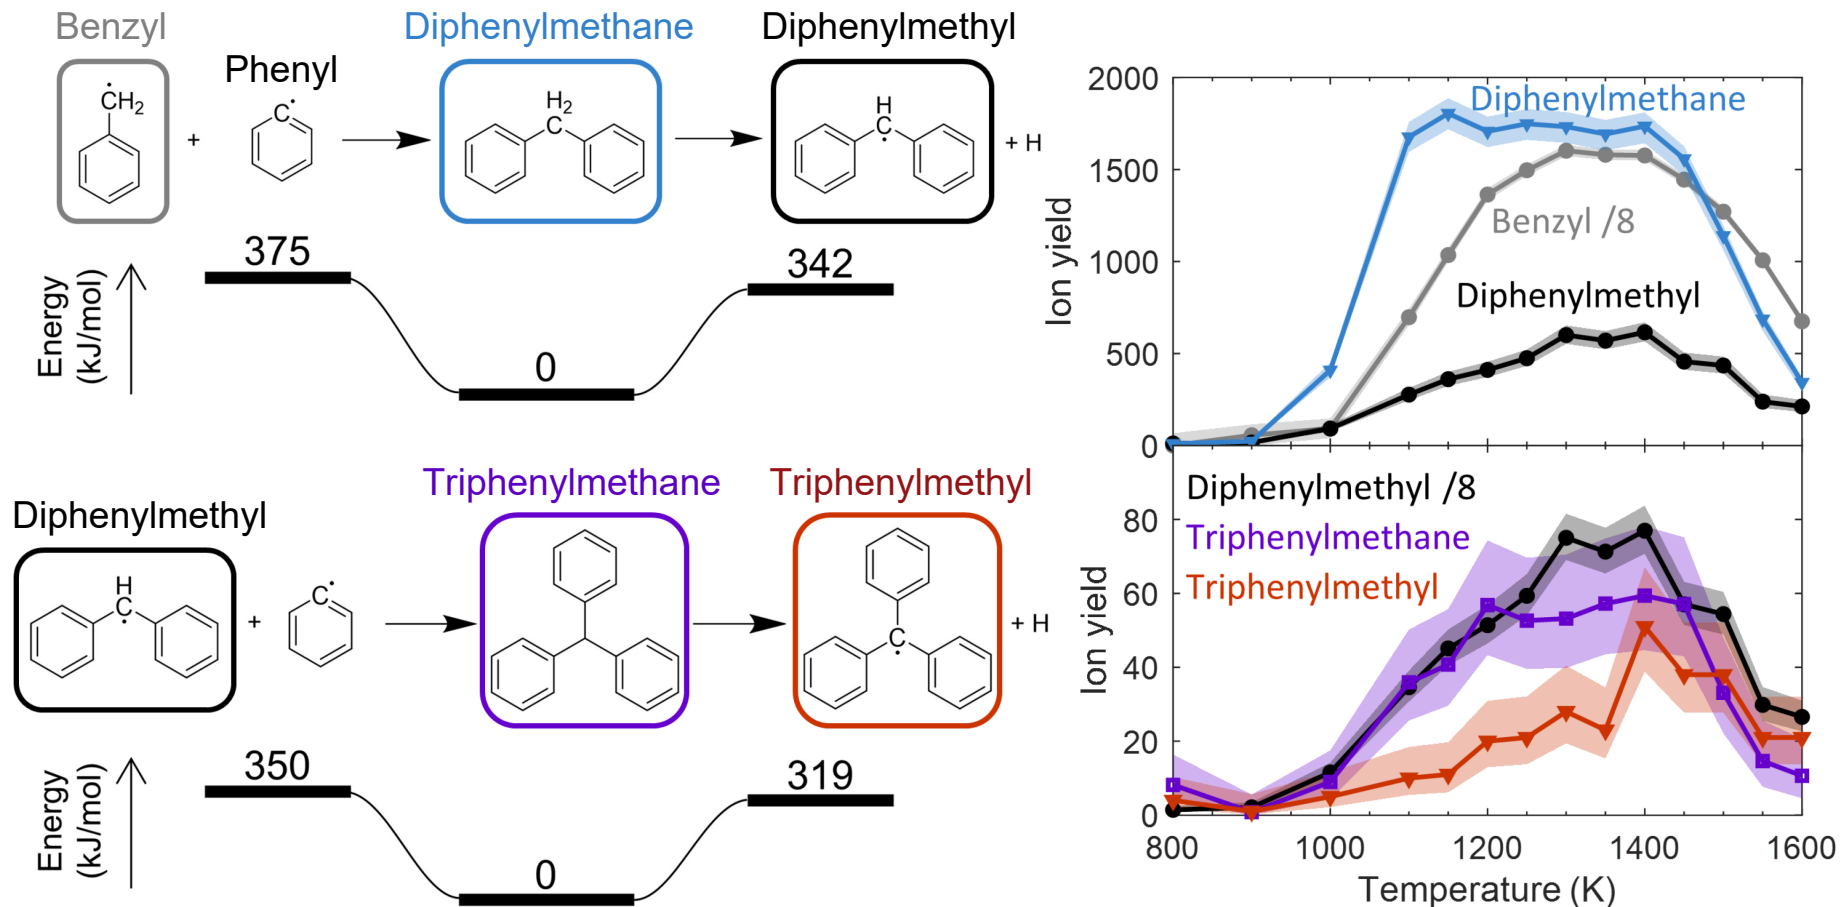 Benzyl
Phenyl
Diphenylmethane
Diphenylmethyl
ĊH2
+
C·
H2
C
H
C
·
+ H
375
0
342
Energy
(kJ/mol)
Diphenylmethyl
Triphenylmethane
Triphenylmethyl
H
C
·
+
C·
C
·
+ H
350
0
319
Energy
(kJ/mol)
2000
1500
1000
500
0
Ion yield
Diphenylmethane
Benzyl /8
Diphenylmethyl
80
60
40
20
0
Ion yield
Diphenylmethyl /8
Triphenylmethane
Triphenylmethyl
800 1000 1200 1400 1600
Temperature (K)